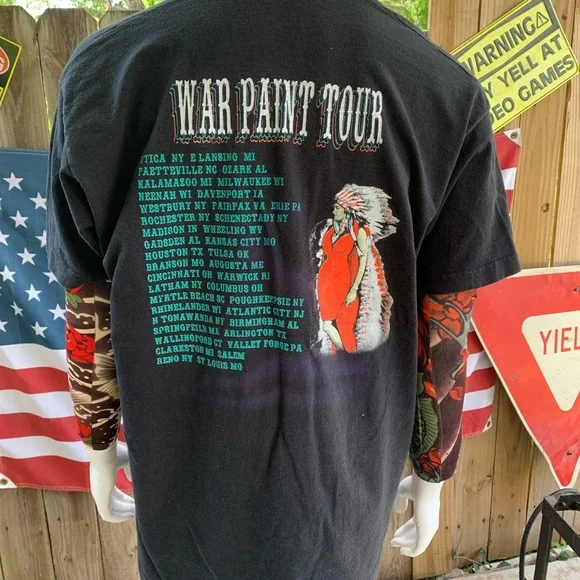 WAR PAINT TOUR
UTICA NY E LANSING MI
FAETTEVILLE NC OZARK AL
KALAMAZOO MI MILWAUKEE WI
NEENAH WI DAVENPORT IA
WESTBURY NY FAIRFAX VA ERIE PA
ROCHESTER NY SCHENECTADY NY
MADISON IN WHEELING WV
GADSDEN AL KANSAS CITY MO
HOUSTON TX TULSA OK
BRANSON MO AUGUSTA ME
CINCINNATI OH WARWICK RI
LATHAM NY COLUMBUS OH
MYRTLE BEACH SC POUGHKEEPSIE NY
RHINELANDER WI ATLANTIC CITY NJ
N TONAWANDA NY BIRMINGHAM AL
SPRINGFIELD MA ARLINGTON TX
WALLINGFORD CT VALLEY FORGE PA
CLARKSTON MI SALEM
RENO NV ST LOUIS MO
WARNING
Y YELL AT
DEO GAMES
YIEL